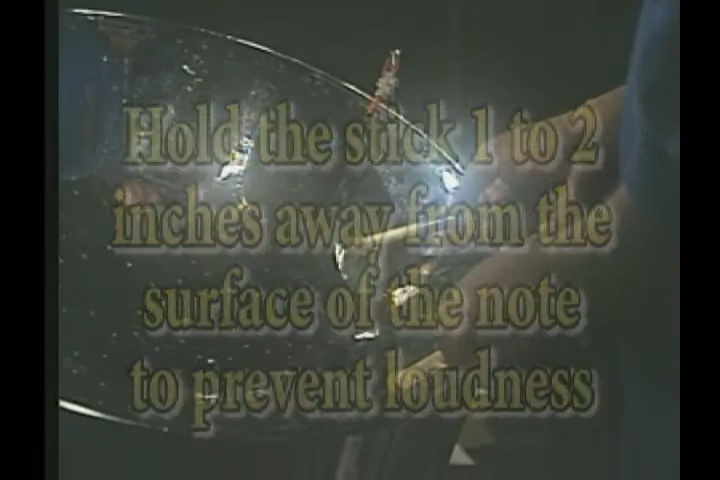 Hold the stick 1 to 2
inches away from the
surface of the note
to prevent loudness